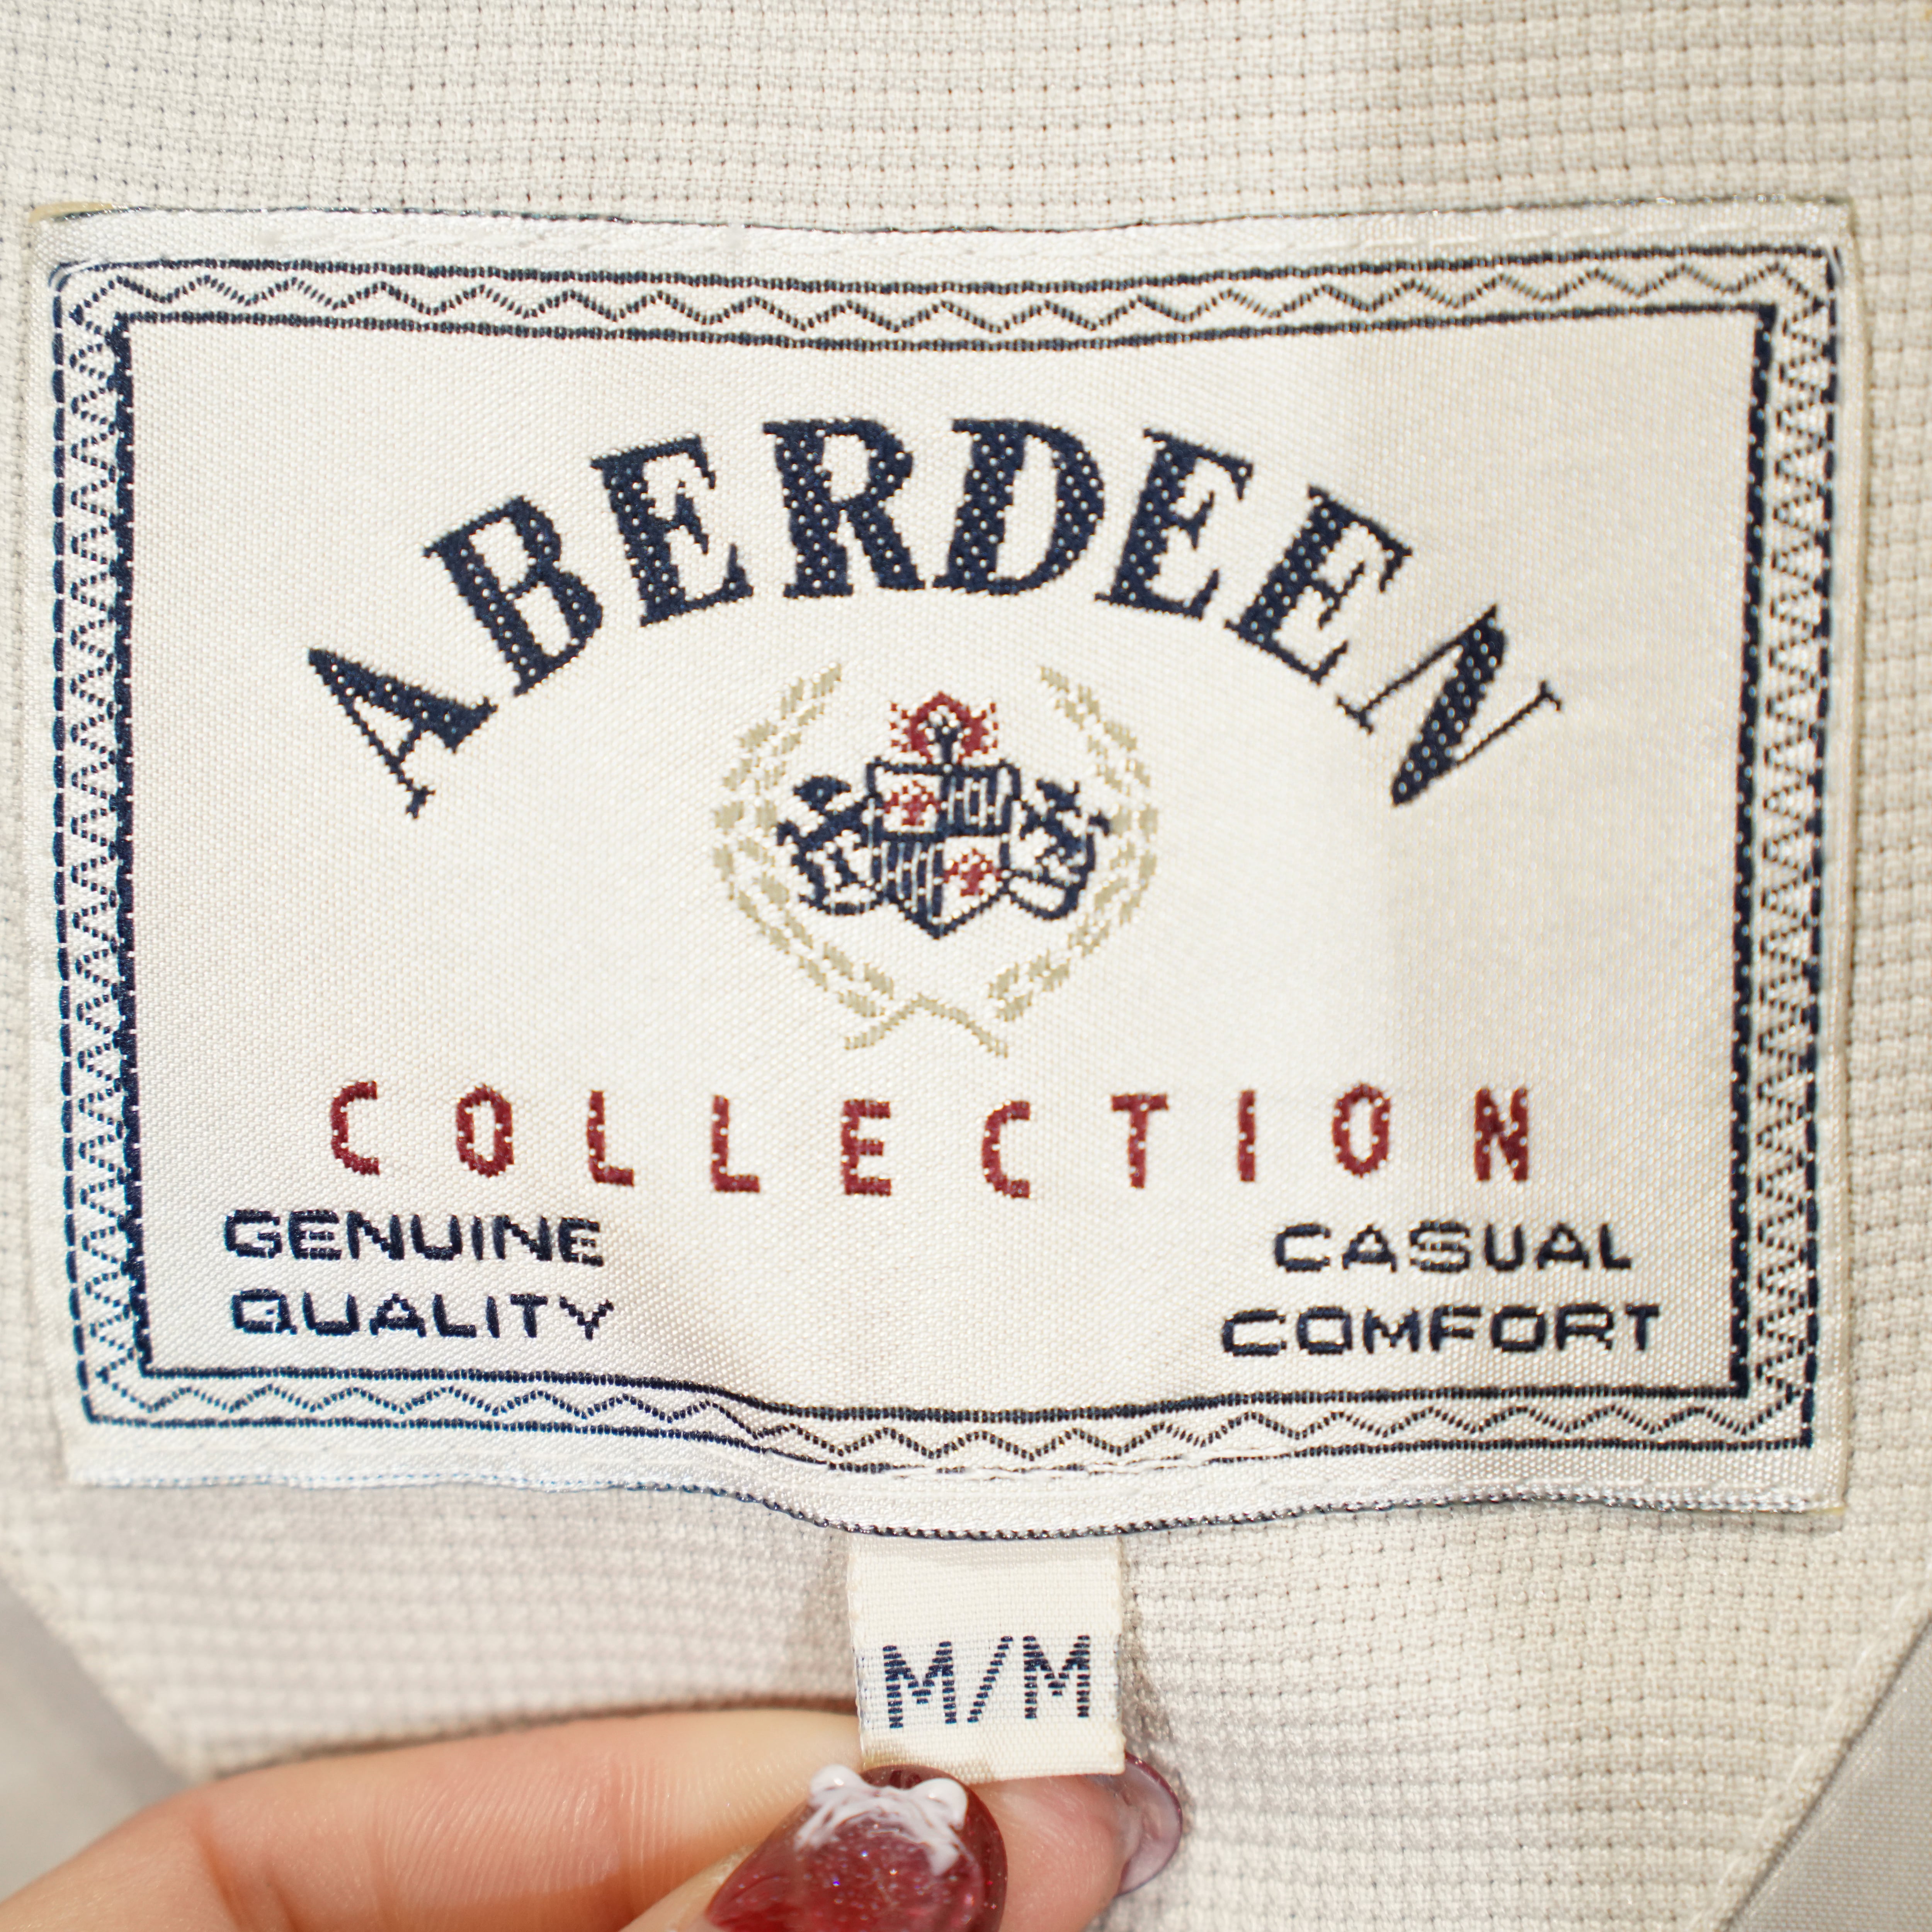 ABERDEEN
COLLECTION
GENUINE
QUALITY
CASUAL
COMFORT
M/M